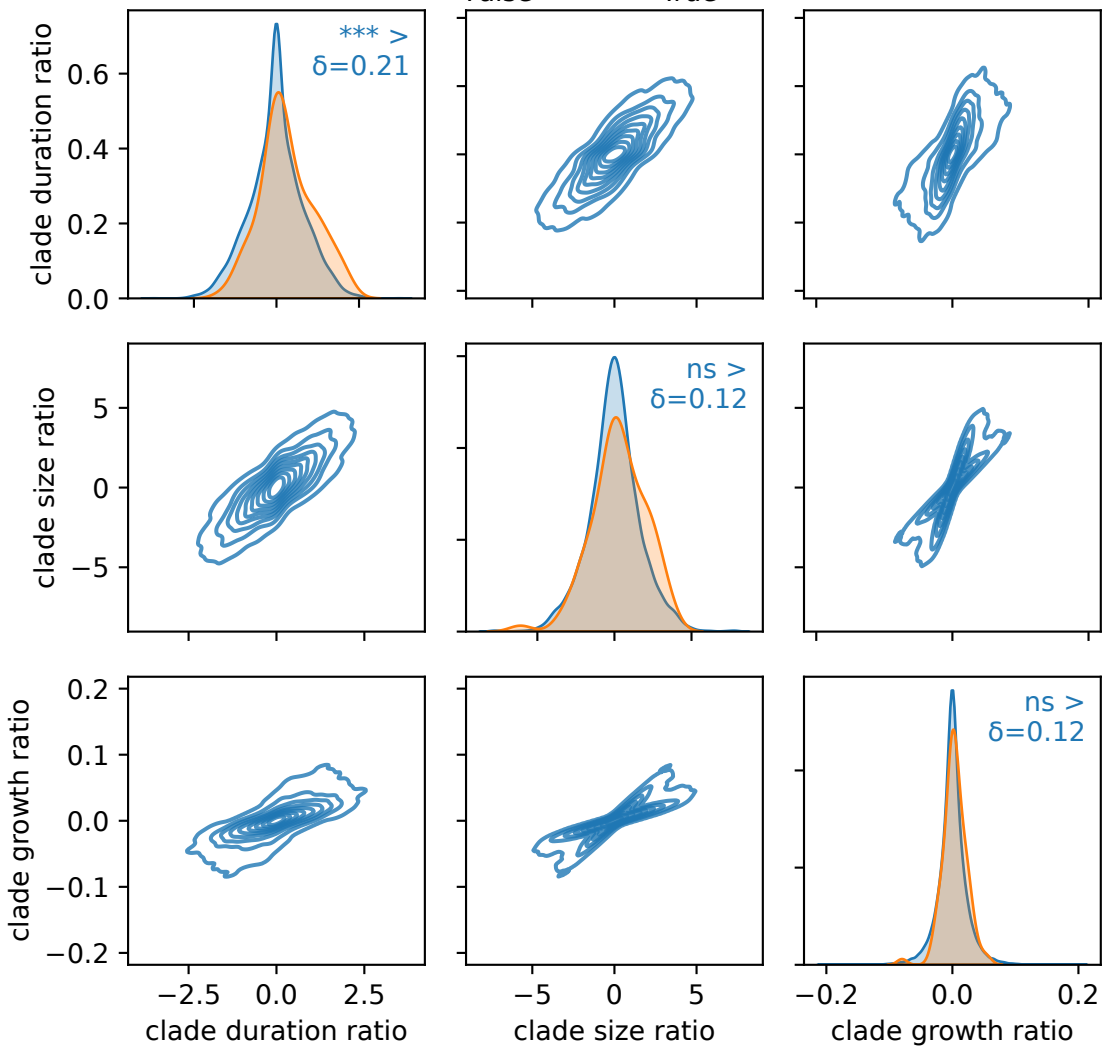 clade duration ratio
0.6
0.4
0.2
0.0
*** >
δ=0.21
clade size ratio
5
0
−5
ns >
δ=0.12
clade growth ratio
0.2
0.1
0.0
−0.1
−0.2
ns >
δ=0.12
−2.5
0.0
2.5
−5
0
5
−0.2
0.0
0.2
clade duration ratio
clade size ratio
clade growth ratio